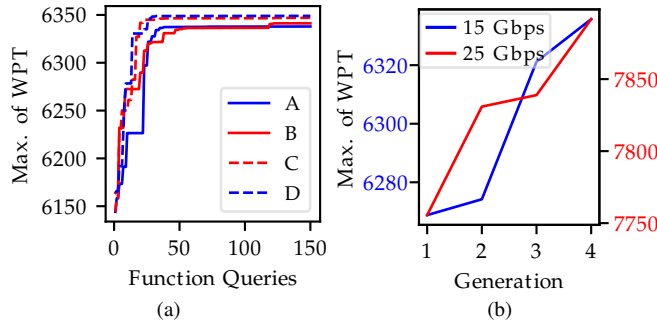 Max. of WPT
6350
6300
6250
6200
6150
A
B
C
D
0
50
100
150
Function Queries
(a)
Max. of WPT
6320
6300
6280
15 Gbps
25 Gbps
7850
7800
7750
1
2
3
4
Generation
(b)